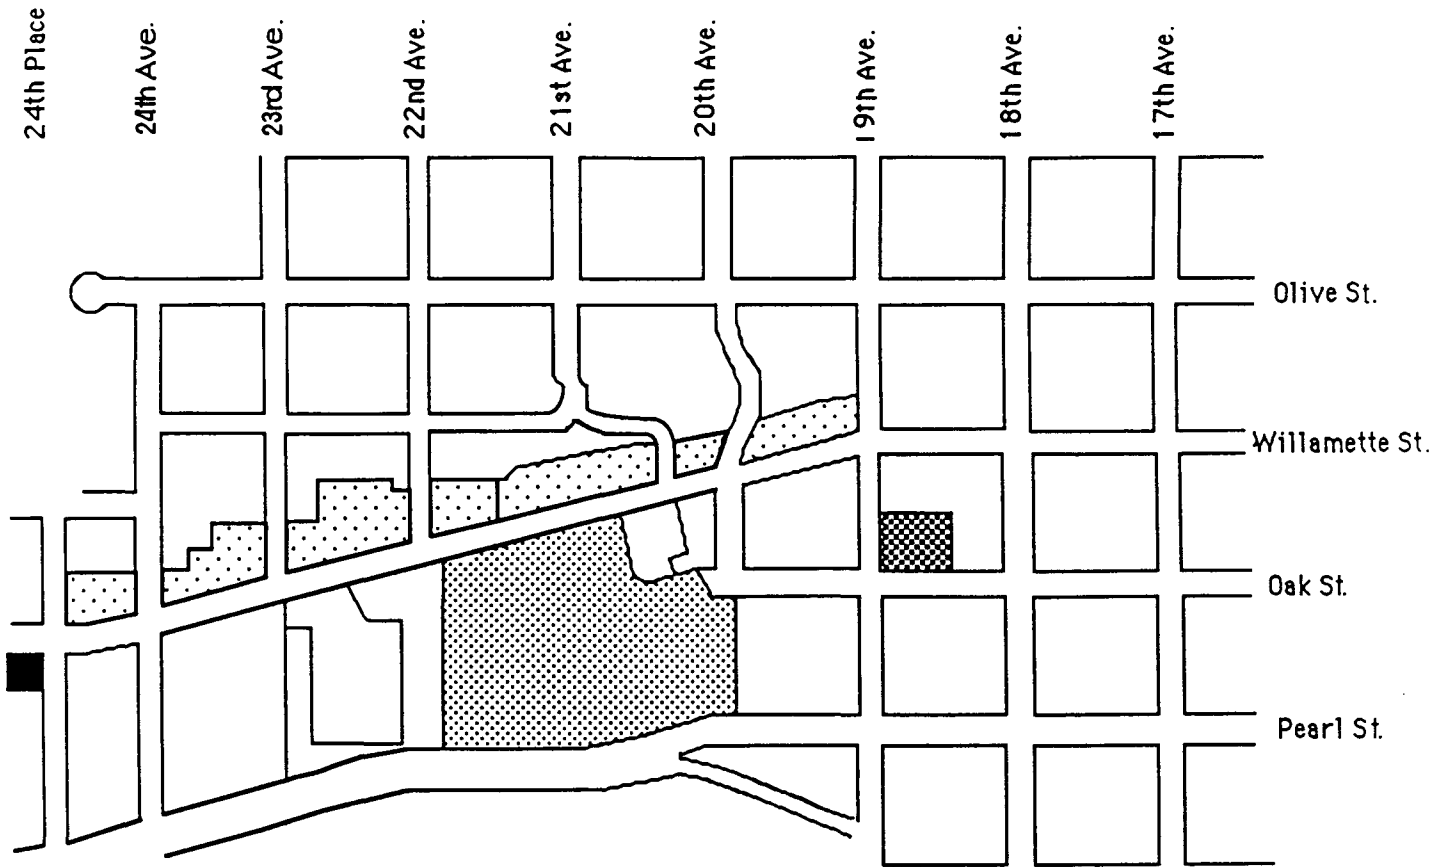 24th Place
24th Ave.
23rd Ave.
22nd Ave.
21st Ave.
20th Ave.
19th Ave.
18th Ave.
17th Ave.
Olive St.
Willamette St.
Oak St.
Pearl St.